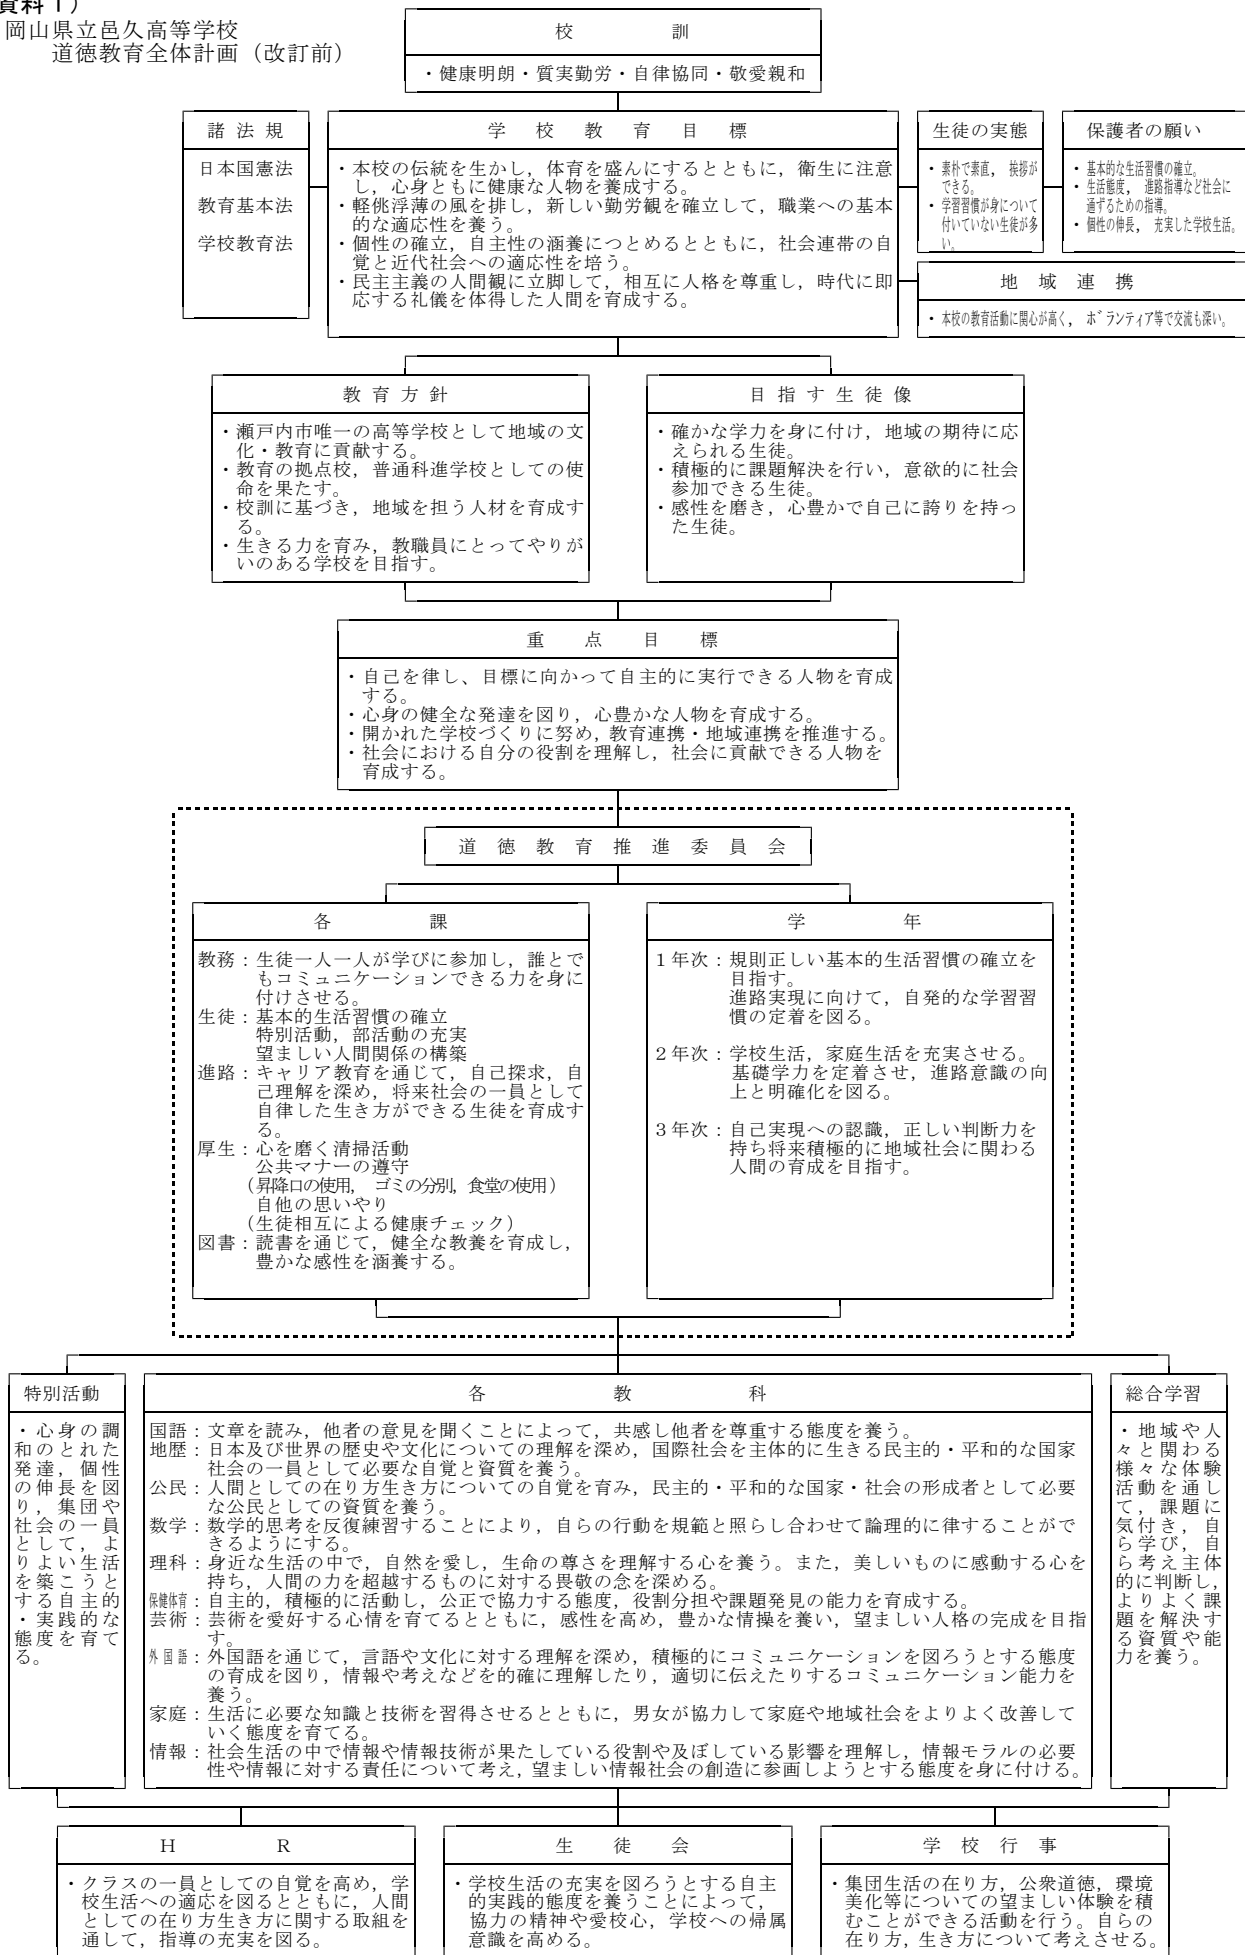 資料１）
岡山県立邑久高等学校
道徳教育全体計画（改訂前）
校　訓
・健康明朗・質実勤労・自律協同・敬愛親和
諸法規
日本国憲法
教育基本法
学校教育法
学校教育目標
・本校の伝統を生かし，体育を盛んにするとともに，衛生に注意
し，心身ともに健康な人物を養成する。
・軽佻浮薄の風を排し，新しい勤労観を確立して，職業への基本
的な適応性を養う。
・個性の確立，自主性の涵養につとめるとともに，社会連帯の自
覚と近代社会への適応性を培う。
・民主主義の人間観に立脚して，相互に人格を尊重し，時代に即
応する礼儀を体得した人間を育成する。
生徒の実態
・素朴で素直，挨拶が
できる。
・学習習慣が身について
付いていない生徒が多
い。
保護者の願い
・基本的な生活習慣の確立。
・生活態度，進路指導など社会に
通ずるための指導。
・個性の伸長，充実した学校生活。
地域連携
・本校の教育活動に関心が高く，ボランティア等で交流も深い。
教育方針
・瀬戸内市唯一の高等学校として地域の文
化・教育に貢献する。
・教育の拠点校，普通科進学校としての使
命を果たす。
・校訓に基づき，地域を担う人材を育成す
る。
・生きる力を育み，教職員にとってやりが
いのある学校を目指す。
目指す生徒像
・確かな学力を身に付け，地域の期待に応
えられる生徒。
・積極的に課題解決を行い，意欲的に社会
参加できる生徒。
・感性を磨き，心豊かで自己に誇りを持っ
た生徒。
重点目標
・自己を律し、目標に向かって自主的に実行できる人物を育成
する。
・心身の健全な発達を図り，心豊かな人物を育成する。
・開かれた学校づくりに努め，教育連携・地域連携を推進する。
・社会における自分の役割を理解し，社会に貢献できる人物を
育成する。
道徳教育推進委員会
各　課
教務：生徒一人一人が学びに参加し，誰とで
もコミュニケーションできる力を身に
付けさせる。
生徒：基本的生活習慣の確立
特別活動，部活動の充実
望ましい人間関係の構築
進路：キャリア教育を通じて，自己探求，自
己理解を深め，将来社会の一員として
自律した生き方ができる生徒を育成す
る。
厚生：心を磨く清掃活動
公共マナーの遵守
（昇降口の使用，ゴミの分別，食堂の使用）
自他の思いやり
（生徒相互による健康チェック）
図書：読書を通じて，健全な教養を育成し，
豊かな感性を涵養する。
学　年
１年次：規則正しい基本的生活習慣の確立を
目指す。
進路実現に向けて，自発的な学習習
慣の定着を図る。
２年次：学校生活，家庭生活を充実させる。
基礎学力を定着させ，進路意識の向
上と明確化を図る。
３年次：自己実現への認識，正しい判断力を
持ち将来積極的に地域社会に関わる
人間の育成を目指す。
特別活動
・心身の調
和のとれた
発達，個性
の伸長を図
り，集団や
社会の一員
として，よ
りよい生活
を築こうと
する自主的
・実践的な
態度を育て
る。
各　教　科
国語：文章を読み，他者の意見を聞くことによって，共感し他者を尊重する態度を養う。
地歴：日本及び世界の歴史や文化についての理解を深め，国際社会を主体的に生きる民主的・平和的な国家
社会の一員として必要な自覚と資質を養う。
公民：人間としての在り方生き方についての自覚を育み，民主的・平和的な国家・社会の形成者として必要
な公民としての資質を養う。
数学：数学的思考を反復練習することにより，自らの行動を規範と照らし合わせて論理的に律することがで
きるようにする。
理科：身近な生活の中で，自然を愛し，生命の尊さを理解する心を養う。また，美しいものに感動する心を
持ち，人間の力を超越するものに対する畏敬の念を深める。
保健体育：自主的，積極的に活動し，公正で協力する態度，役割分担や課題発見の能力を育成する。
芸術：芸術を愛好する心情を育てるとともに，感性を高め，豊かな情操を養い，望ましい人格の完成を目指
す。
外国語：外国語を通じて，言語や文化に対する理解を深め，積極的にコミュニケーションを図ろうとする態度
の育成を図り，情報や考えなどを的確に理解したり，適切に伝えたりするコミュニケーション能力を
養う。
家庭：生活に必要な知識と技術を習得させるとともに，男女が協力して家庭や地域社会をよりよく改善して
いく態度を育てる。
情報：社会生活の中で情報や情報技術が果たしている役割や及ぼしている影響を理解し，情報モラルの必要
性や情報に対する責任について考え，望ましい情報社会の創造に参画しようとする態度を身に付ける。
総合学習
・地域や人
々と関わる
様々な体験
活動を通し
て，課題に
気付き，自
ら学び，自
ら考え主体
的に判断し，
よりよく課
題を解決す
る資質や能
力を養う。
Ｈ　Ｒ
・クラスの一員としての自覚を高め，学
校生活への適応を図るとともに，人間
としての在り方生き方に関する取組を
通して，指導の充実を図る。
生徒会
・学校生活の充実を図ろうとする自主
的実践的態度を養うことによって，
協力の精神や愛校心，学校への帰属
意識を高める。
学校行事
・集団生活の在り方，公衆道徳，環境
美化等についての望ましい体験を積
むことができる活動を行う。自らの
在り方，生き方について考えさせる。